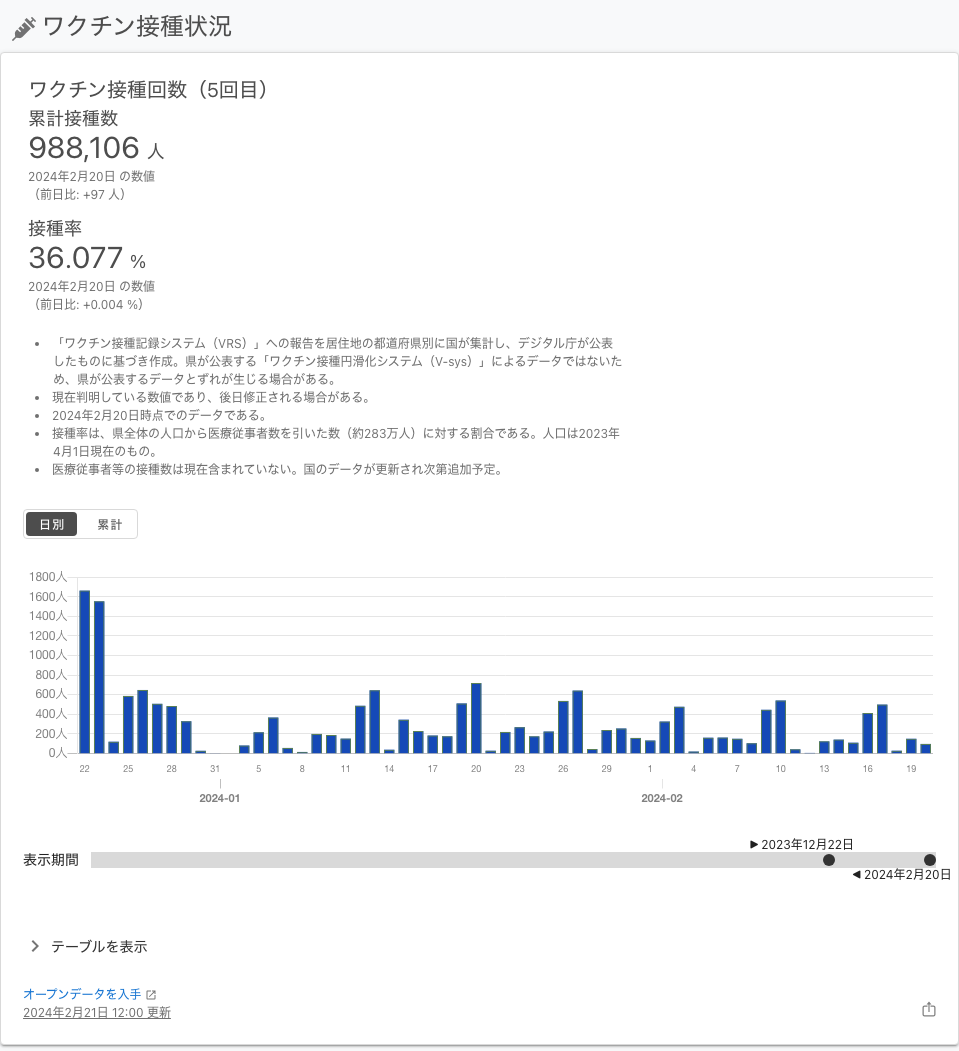 ワクチン接種状況
ワクチン接種回数（5回目）
累計接種数
988,106 人
2024年2月20日 の数値
（前日比: +97 人）
接種率
36.077 %
2024年2月20日 の数値
（前日比: +0.004 %）
• 「ワクチン接種記録システム（VRS）」への報告を居住地の都道府県別に国が集計し、デジタル庁が公表
したものに基づき作成。県が公表する「ワクチン接種円滑化システム（V-sys）」によるデータではないた
め、県が公表するデータとずれが生じる場合がある。
• 現在判明している数値であり、後日修正される場合がある。
• 2024年2月20日時点でのデータである。
• 接種率は、県全体の人口から医療従事者数を引いた数（約283万人）に対する割合である。人口は2023年
4月1日現在のもの。
• 医療従事者等の接種数は現在含まれていない。国のデータが更新され次第追加予定。
日別 累計
1800人
1600人
1400人
1200人
1000人
800人
600人
400人
200人
0人
22 25 28 31 5 8 11 14 17 20 23 26 29 1 4 7 10 13 16 19
2024-01 2024-02
▶ 2023年12月22日
表示期間
◀ 2024年2月20日
テーブルを表示
オープンデータを入手
2024年2月21日 12:00 更新